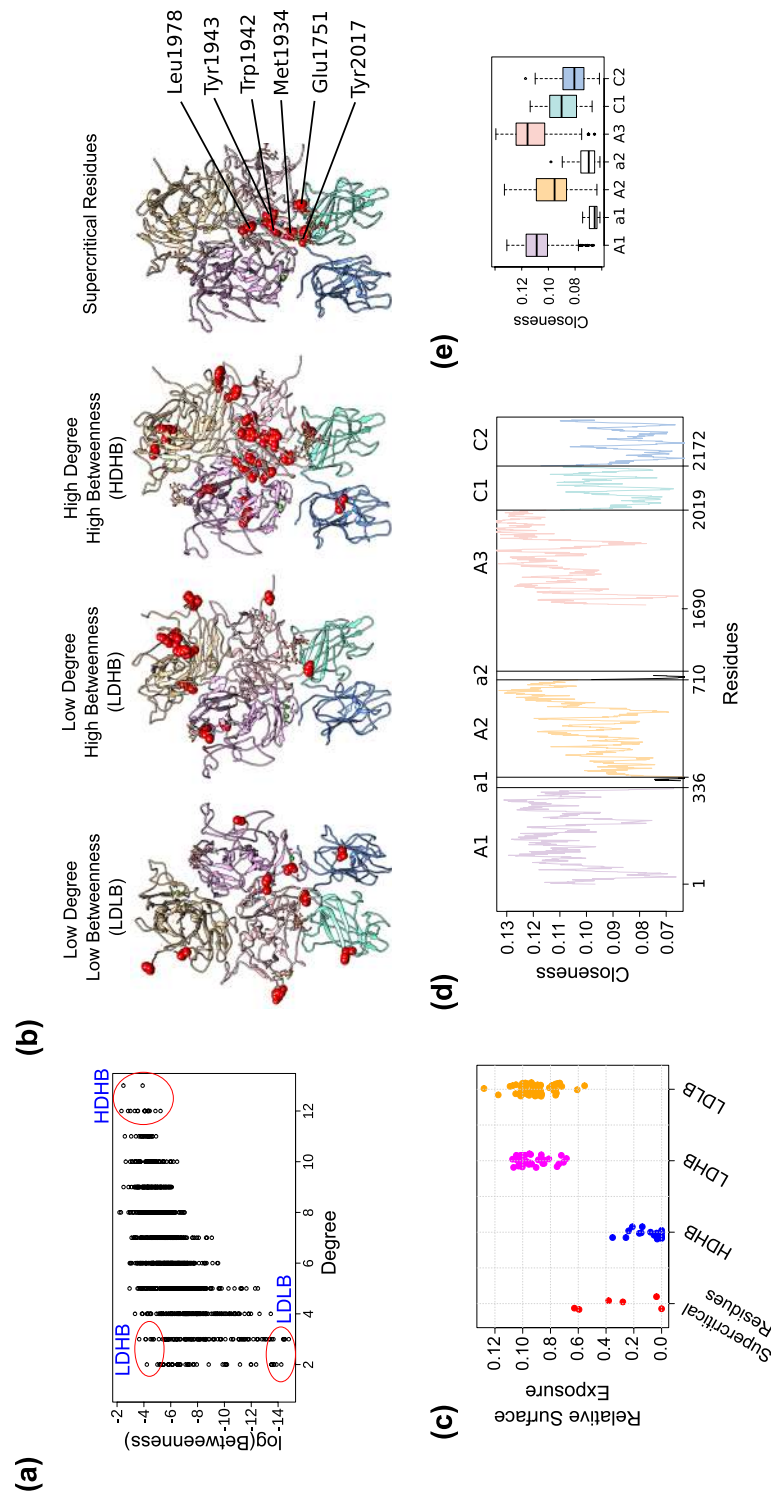 (a)
log(Betweenness)
-2
-4
-6
-8
-10
-12
-14
LDHB
HDHB
LDLB
2
4
6
8
10
12
Degree
(b)
Low Degree
Low Betweenness
(LDLB)
Low Degree
High Betweenness
(LDHB)
High Degree
High Betweenness
(HDHB)
Supercritical Residues
Leu1978
Tyr1943
Trp1942
Met1934
Glu1751
Tyr2017
(c)
Relative Surface
Exposure
0.12
0.10
0.8
0.6
0.4
0.2
0.0
Supercritical
Residues
HDHB
LDHB
LDLB
(d)
Closeness
0.13
0.12
0.11
0.10
0.09
0.08
0.07
A1
a1
A2
a2
A3
C1
C2
1
336
710
1690
2019
2172
Residues
(e)
Closeness
0.12
0.10
0.08
A1
a1
A2
a2
A3
C1
C2